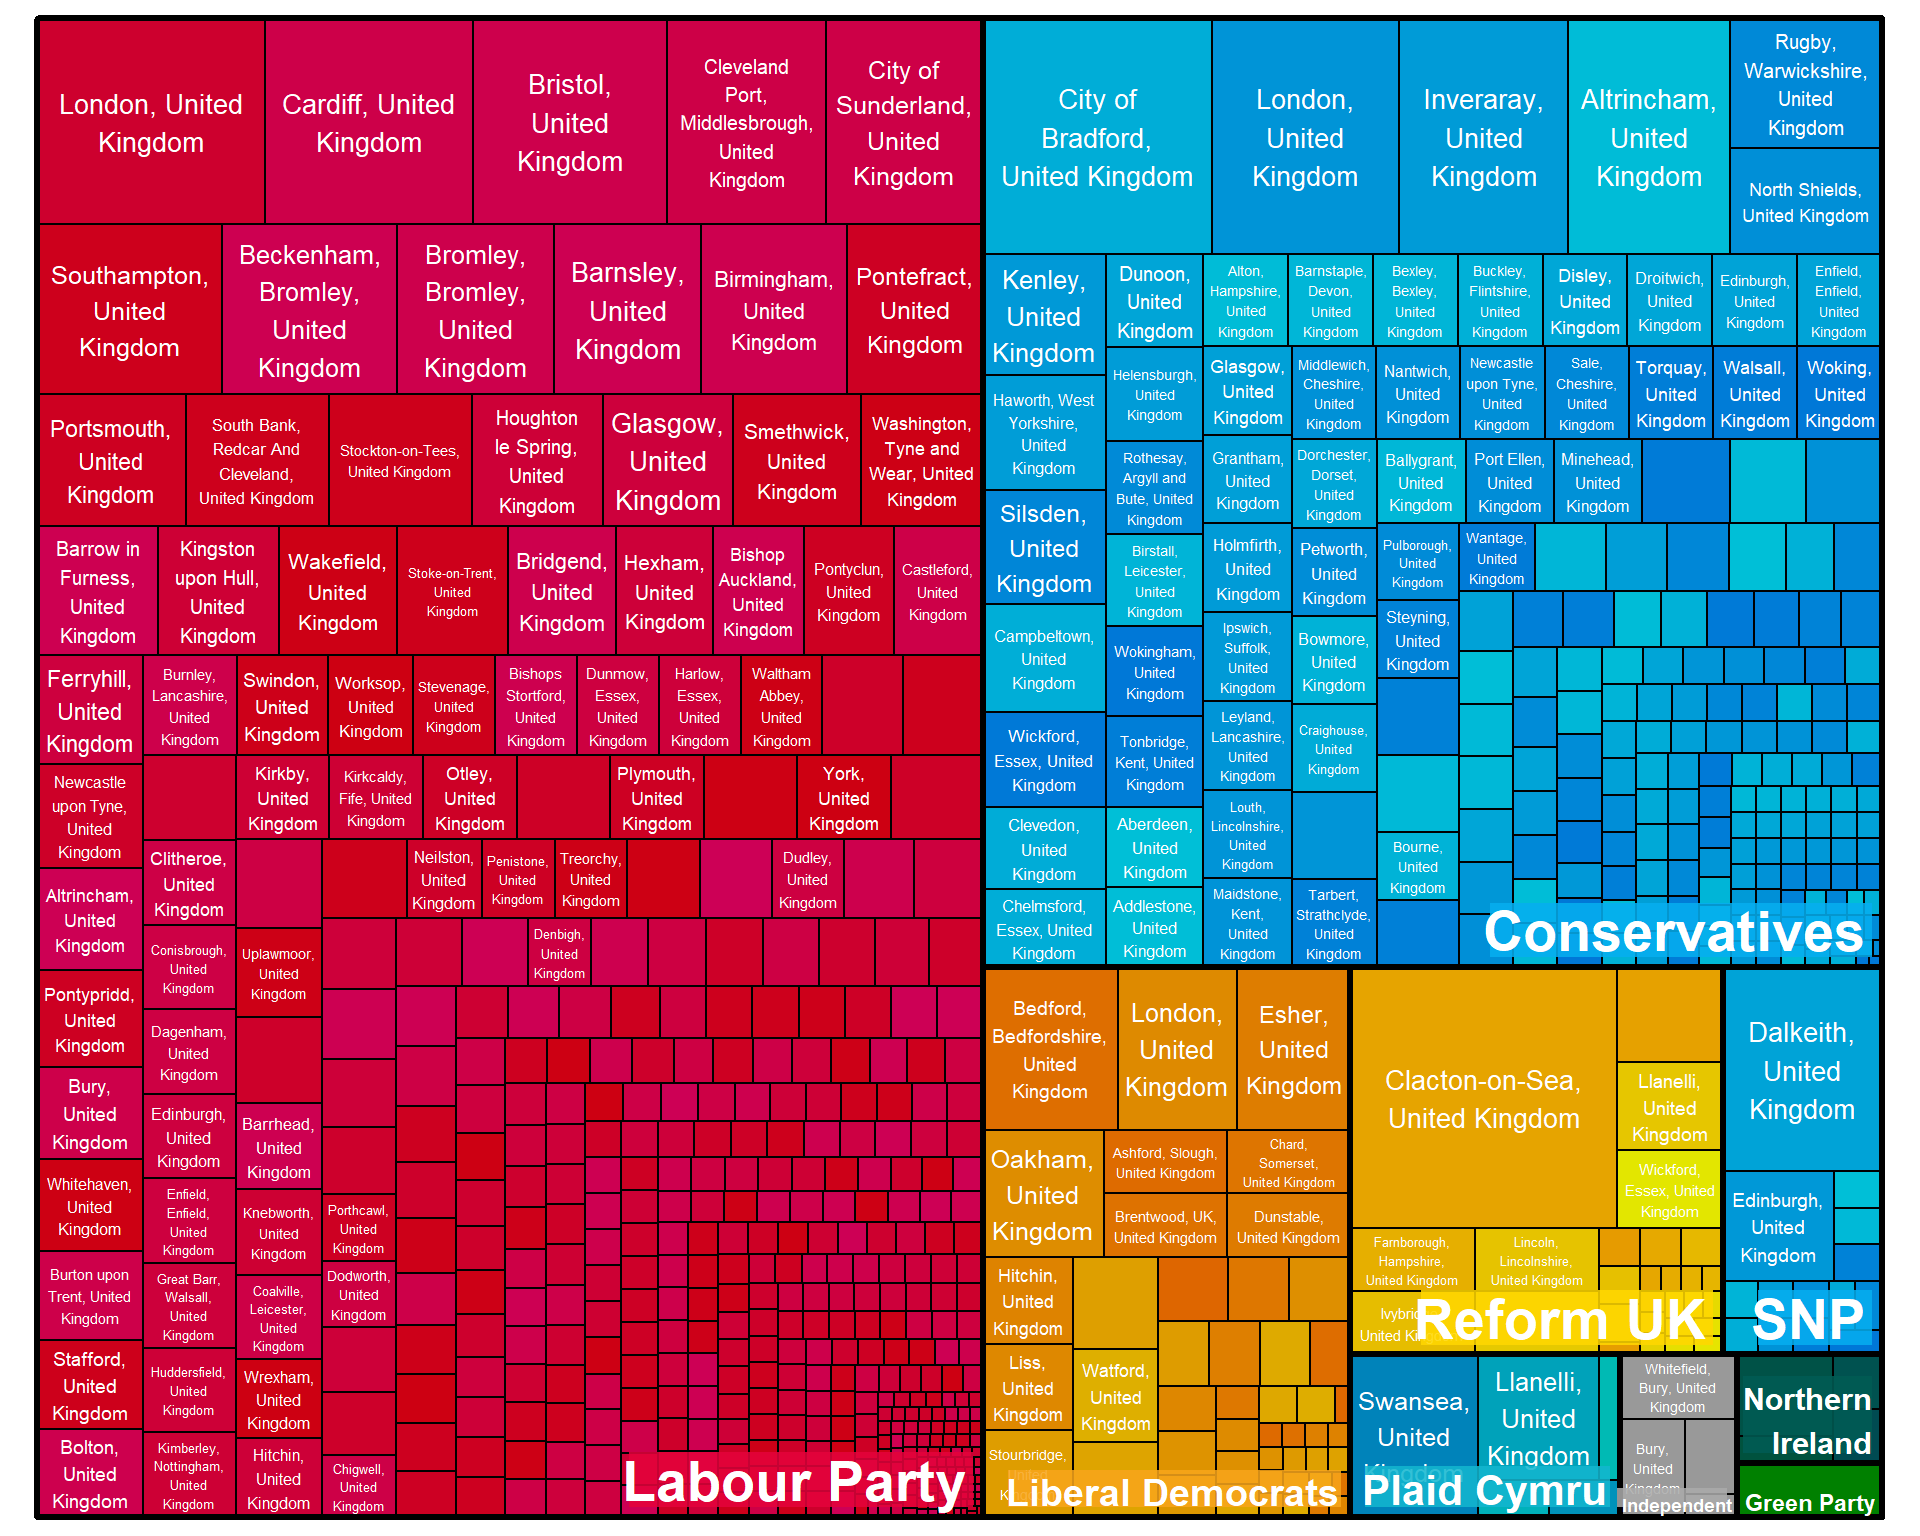 London, United
Kingdom
Cardiff, United
Kingdom
Bristol,
United
Kingdom
Cleveland
Port,
Middlesbrough,
United
Kingdom
City of
Sunderland,
United
Kingdom
Southampton,
United
Kingdom
Beckenham,
Bromley,
United
Kingdom
Bromley,
Bromley,
United
Kingdom
Barnsley,
United
Kingdom
Birmingham,
United
Kingdom
Pontefract,
United
Kingdom
Portsmouth,
United
Kingdom
South Bank,
Redcar And
Cleveland,
United Kingdom
Stockton-on-Tees,
United Kingdom
Houghton
le Spring,
United
Kingdom
Glasgow,
United
Kingdom
Smethwick,
United
Kingdom
Washington,
Tyne and
Wear, United
Kingdom
Barrow in
Furness,
United
Kingdom
Kingston
upon Hull,
United
Kingdom
Wakefield,
United
Kingdom
Stoke-on-Trent,
United
Kingdom
Bridgend,
United
Kingdom
Hexham,
United
Kingdom
Bishop
Auckland,
United
Kingdom
Pontyclun,
United
Kingdom
Castleford,
United
Kingdom
Ferryhill,
United
Kingdom
Burnley,
Lancashire,
United
Kingdom
Swindon,
United
Kingdom
Worksop,
United
Kingdom
Stevenage,
United
Kingdom
Bishops
Stortford,
United
Kingdom
Dunmow,
Essex,
United
Kingdom
Harlow,
Essex,
United
Kingdom
Waltham
Abbey,
United
Kingdom
Newcastle
upon Tyne,
United
Kingdom
Kirkby,
United
Kingdom
Kirkcaldy,
Fife, United
Kingdom
Otley,
United
Kingdom
Plymouth,
United
Kingdom
York,
United
Kingdom
Altrincham,
United
Kingdom
Clitheroe,
United
Kingdom
Neilston,
United
Kingdom
Penistone,
United
Kingdom
Treorchy,
United
Kingdom
Dudley,
United
Kingdom
Conisbrough,
United
Kingdom
Uplawmoor,
United
Kingdom
Denbigh,
United
Kingdom
Pontypridd,
United
Kingdom
Dagenham,
United
Kingdom
Bury,
United
Kingdom
Edinburgh,
United
Kingdom
Barrhead,
United
Kingdom
Whitehaven,
United
Kingdom
Enfield,
Enfield,
United
Kingdom
Knebworth,
United
Kingdom
Porthcawl,
United
Kingdom
Burton upon
Trent, United
Kingdom
Great Barr,
Walsall,
United
Kingdom
Coalville,
Leicester,
United
Kingdom
Dodworth,
United
Kingdom
Stafford,
United
Kingdom
Huddersfield,
United
Kingdom
Wrexham,
United
Kingdom
Bolton,
United
Kingdom
Kimberley,
Nottingham,
United
Kingdom
Hitchin,
United
Kingdom
Chigwell,
United
Kingdom
Labour Party
City of
Bradford,
United Kingdom
London,
United
Kingdom
Inveraray,
United
Kingdom
Altrincham,
United
Kingdom
Rugby,
Warwickshire,
United
Kingdom
North Shields,
United Kingdom
Kenley,
United
Kingdom
Dunoon,
United
Kingdom
Alton,
Hampshire,
United
Kingdom
Barnstaple,
Devon,
United
Kingdom
Bexley,
Bexley,
United
Kingdom
Buckley,
Flintshire,
United
Kingdom
Disley,
United
Kingdom
Droitwich,
United
Kingdom
Edinburgh,
United
Kingdom
Enfield,
Enfield,
United
Kingdom
Helensburgh,
United
Kingdom
Glasgow,
United
Kingdom
Middlewich,
Cheshire,
United
Kingdom
Nantwich,
United
Kingdom
Newcastle
upon Tyne,
United
Kingdom
Sale,
Cheshire,
United
Kingdom
Torquay,
United
Kingdom
Walsall,
United
Kingdom
Woking,
United
Kingdom
Haworth, West
Yorkshire,
United
Kingdom
Rothesay,
Argyll and
Bute, United
Kingdom
Grantham,
United
Kingdom
Dorchester,
Dorset,
United
Kingdom
Ballygrant,
United
Kingdom
Port Ellen,
United
Kingdom
Minehead,
United
Kingdom
Silsden,
United
Kingdom
Birstall,
Leicester,
United
Kingdom
Holmfirth,
United
Kingdom
Petworth,
United
Kingdom
Pulborough,
United
Kingdom
Wantage,
United
Kingdom
Campbeltown,
United
Kingdom
Wokingham,
United
Kingdom
Ipswich,
Suffolk,
United
Kingdom
Bowmore,
United
Kingdom
Steyning,
United
Kingdom
Wickford,
Essex, United
Kingdom
Tonbridge,
Kent, United
Kingdom
Leyland,
Lancashire,
United
Kingdom
Craighouse,
United
Kingdom
Clevedon,
United
Kingdom
Aberdeen,
United
Kingdom
Louth,
Lincolnshire,
United
Kingdom
Bourne,
United
Kingdom
Chelmsford,
Essex, United
Kingdom
Addlestone,
United
Kingdom
Maidstone,
Kent,
United
Kingdom
Tarbert,
Strathclyde,
United
Kingdom
Conservatives
Bedford,
Bedfordshire,
United
Kingdom
London,
United
Kingdom
Esher,
United
Kingdom
Oakham,
United
Kingdom
Ashford, Slough,
United Kingdom
Chard,
Somerset,
United Kingdom
Brentwood, UK,
United Kingdom
Dunstable,
United Kingdom
Hitchin,
United
Kingdom
Liss,
United
Kingdom
Watford,
United
Kingdom
Stourbridge,
United
Liberal Democrats
Clacton-on-Sea,
United Kingdom
Llanelli,
United
Kingdom
Wickford,
Essex, United
Kingdom
Farnborough,
Hampshire,
United Kingdom
Lincoln,
Lincolnshire,
United Kingdom
United
Reform UK
Dalkeith,
United
Kingdom
Edinburgh,
United
Kingdom
SNP
Swansea,
United
Kingdom
Llanelli,
United
Kingdom
Plaid Cymru
Whitefield,
Bury, United
Kingdom
Bury,
United
Kingdom
Independent
Northern
Ireland
Green Party